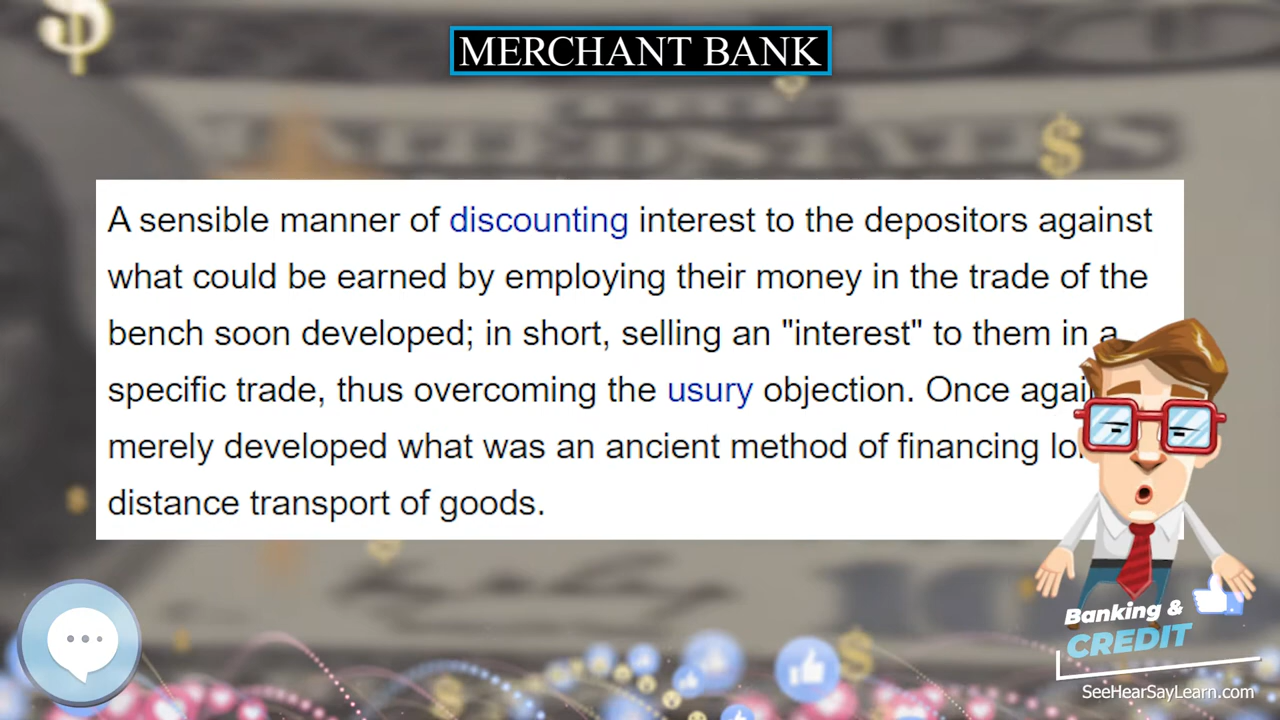 MERCHANT BANK
A sensible manner of discounting interest to the depositors against
what could be earned by employing their money in the trade of the
bench soon developed; in short, selling an "interest" to them in a
specific trade, thus overcoming the usury objection. Once
merely developed what was an ancient method of financing
distance transport of goods.
Banking &
CREDIT
SeeHearSayLearn.com